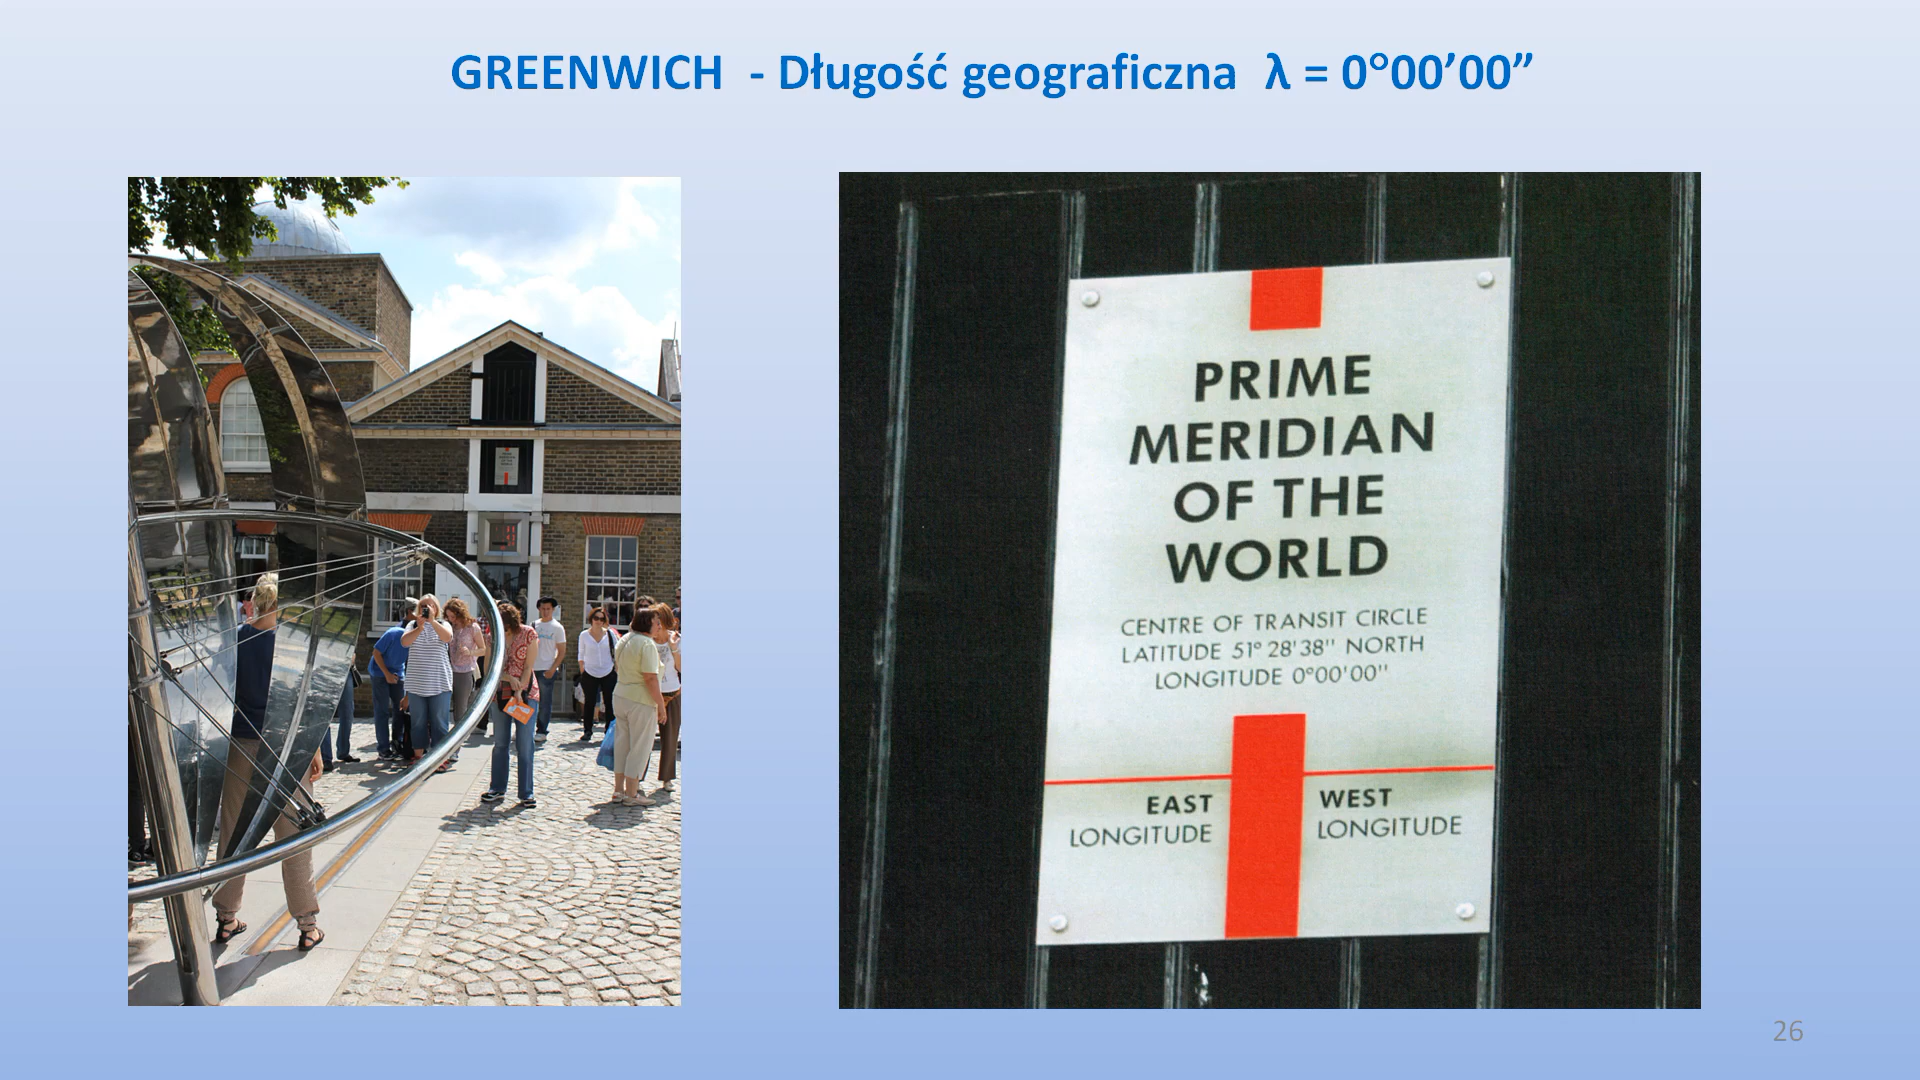 GREENWICH - Długość geograficzna λ = 0°00’00”
PRIME
MERIDIAN
OF THE
WORLD
CENTRE OF TRANSIT CIRCLE
LATITUDE 51° 28'38'' NORTH
LONGITUDE 0°00'00''
EAST
LONGITUDE
WEST
LONGITUDE
26